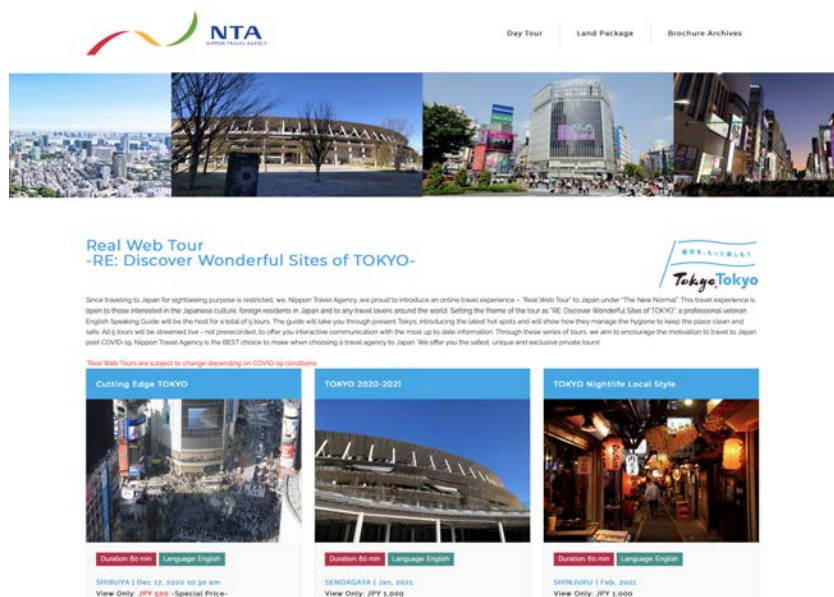 NTA
NIPPON TRAVEL AGENCY
Day Tour
Land Package
Brochure Archives
Real Web Tour
-RE: Discover Wonderful Sites of TOKYO-
東京を、もっと楽しもう
Tokyo Tokyo
Since traveling to Japan for sightseeing purpose is restricted, we, Nippon Travel Agency, are proud to introduce an online travel experience - "Real Web Tour" to Japan under "The New Normal". This travel experience is
open to those interested in the Japanese culture, foreign residents in Japan and to any travel lovers around the world. Setting the theme of the tour as "RE: Discover Wonderful Sites of TOKYO", a professional veteran
English Speaking Guide will be the host for a total of 5 tours. The guide will take you through present Tokyo, introducing the latest hot spots and will show how they manage the hygiene to keep the place clean and
safe. All 5 tours will be streamed live - not prerecorded, to offer you interactive communication with the most up to date information. Through these series of tours, we aim to encourage the motivation to travel to Japan
post COVID-19. Nippon Travel Agency is the BEST choice to make when choosing a travel agency to Japan. We offer you the safest, unique and exclusive private tours!
*Real Web Tours are subject to change depending on COVID-19 conditions.
Cutting Edge TOKYO
TOKYO 2020-2021
TOKYO Nightlife Local Style
Duration: 60 min
Language: English
Duration: 60 min
Language: English
Duration: 60 min
Language: English
SHIBUYA | Dec 17, 2020 10:30 am
View Only: JPY 500 -Special Price-
SENDAGAYA | Jan. 2021
View Only: JPY 1,000
SHINJUKU | Feb. 2021
View Only: JPY 1,000